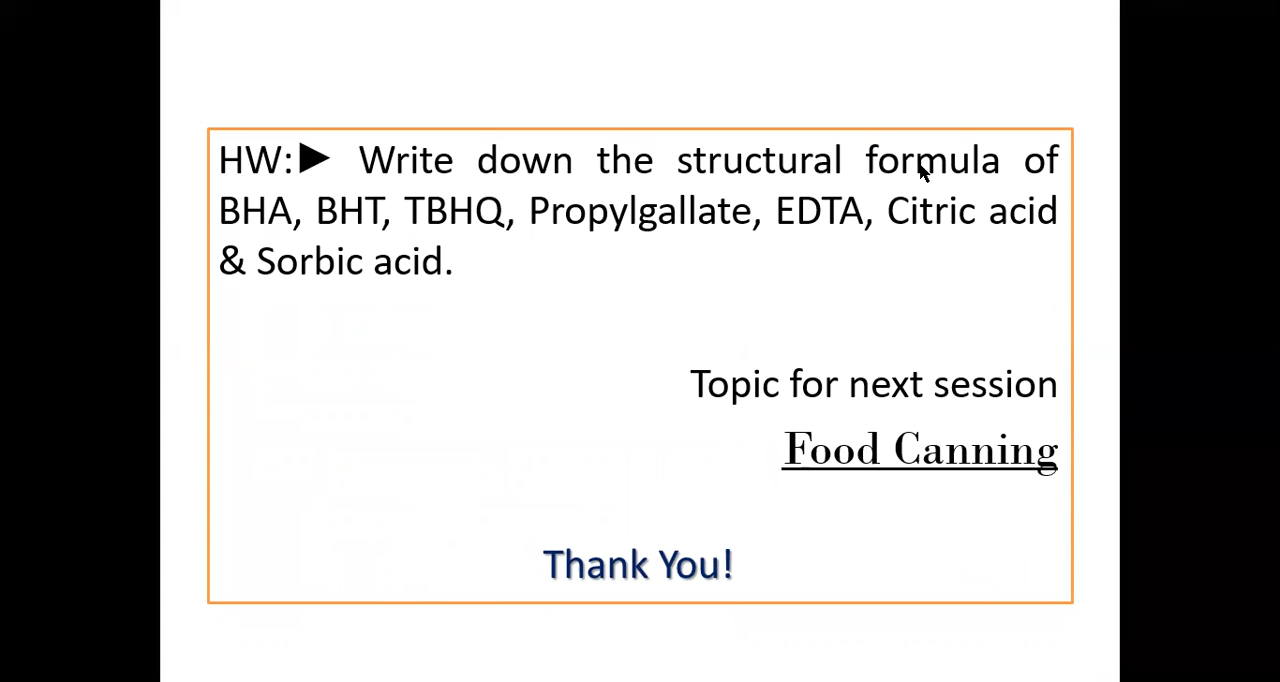 HW:► Write down the structural formula of
BHA, BHT, TBHQ, Propylgallate, EDTA, Citric acid
& Sorbic acid.
Topic for next session
Food Canning
Thank You!